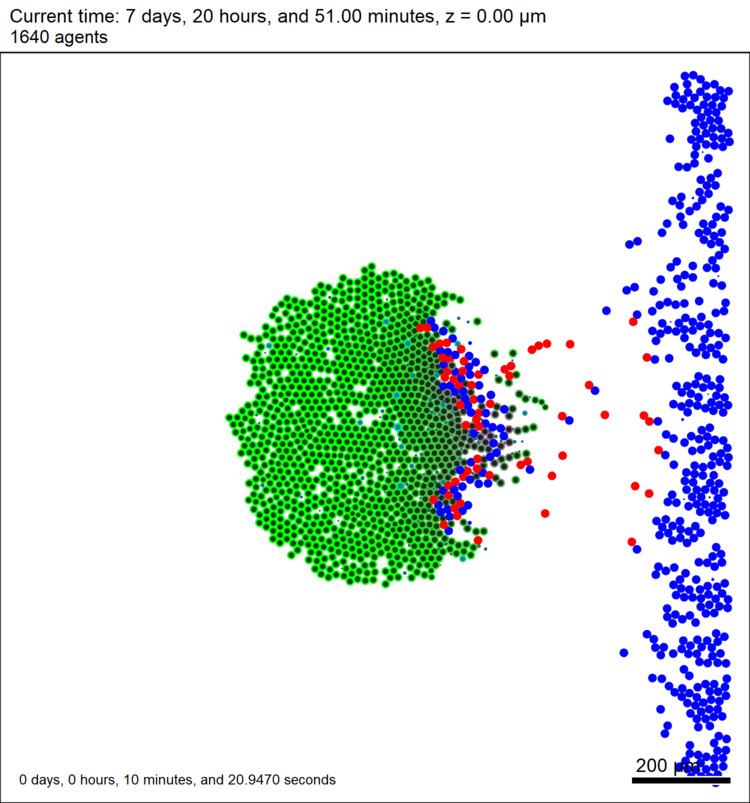 Current time: 7 days, 20 hours, and 51.00 minutes, z = 0.00 μm
1640 agents
200 μm
0 days, 0 hours, 10 minutes, and 20.9470 seconds